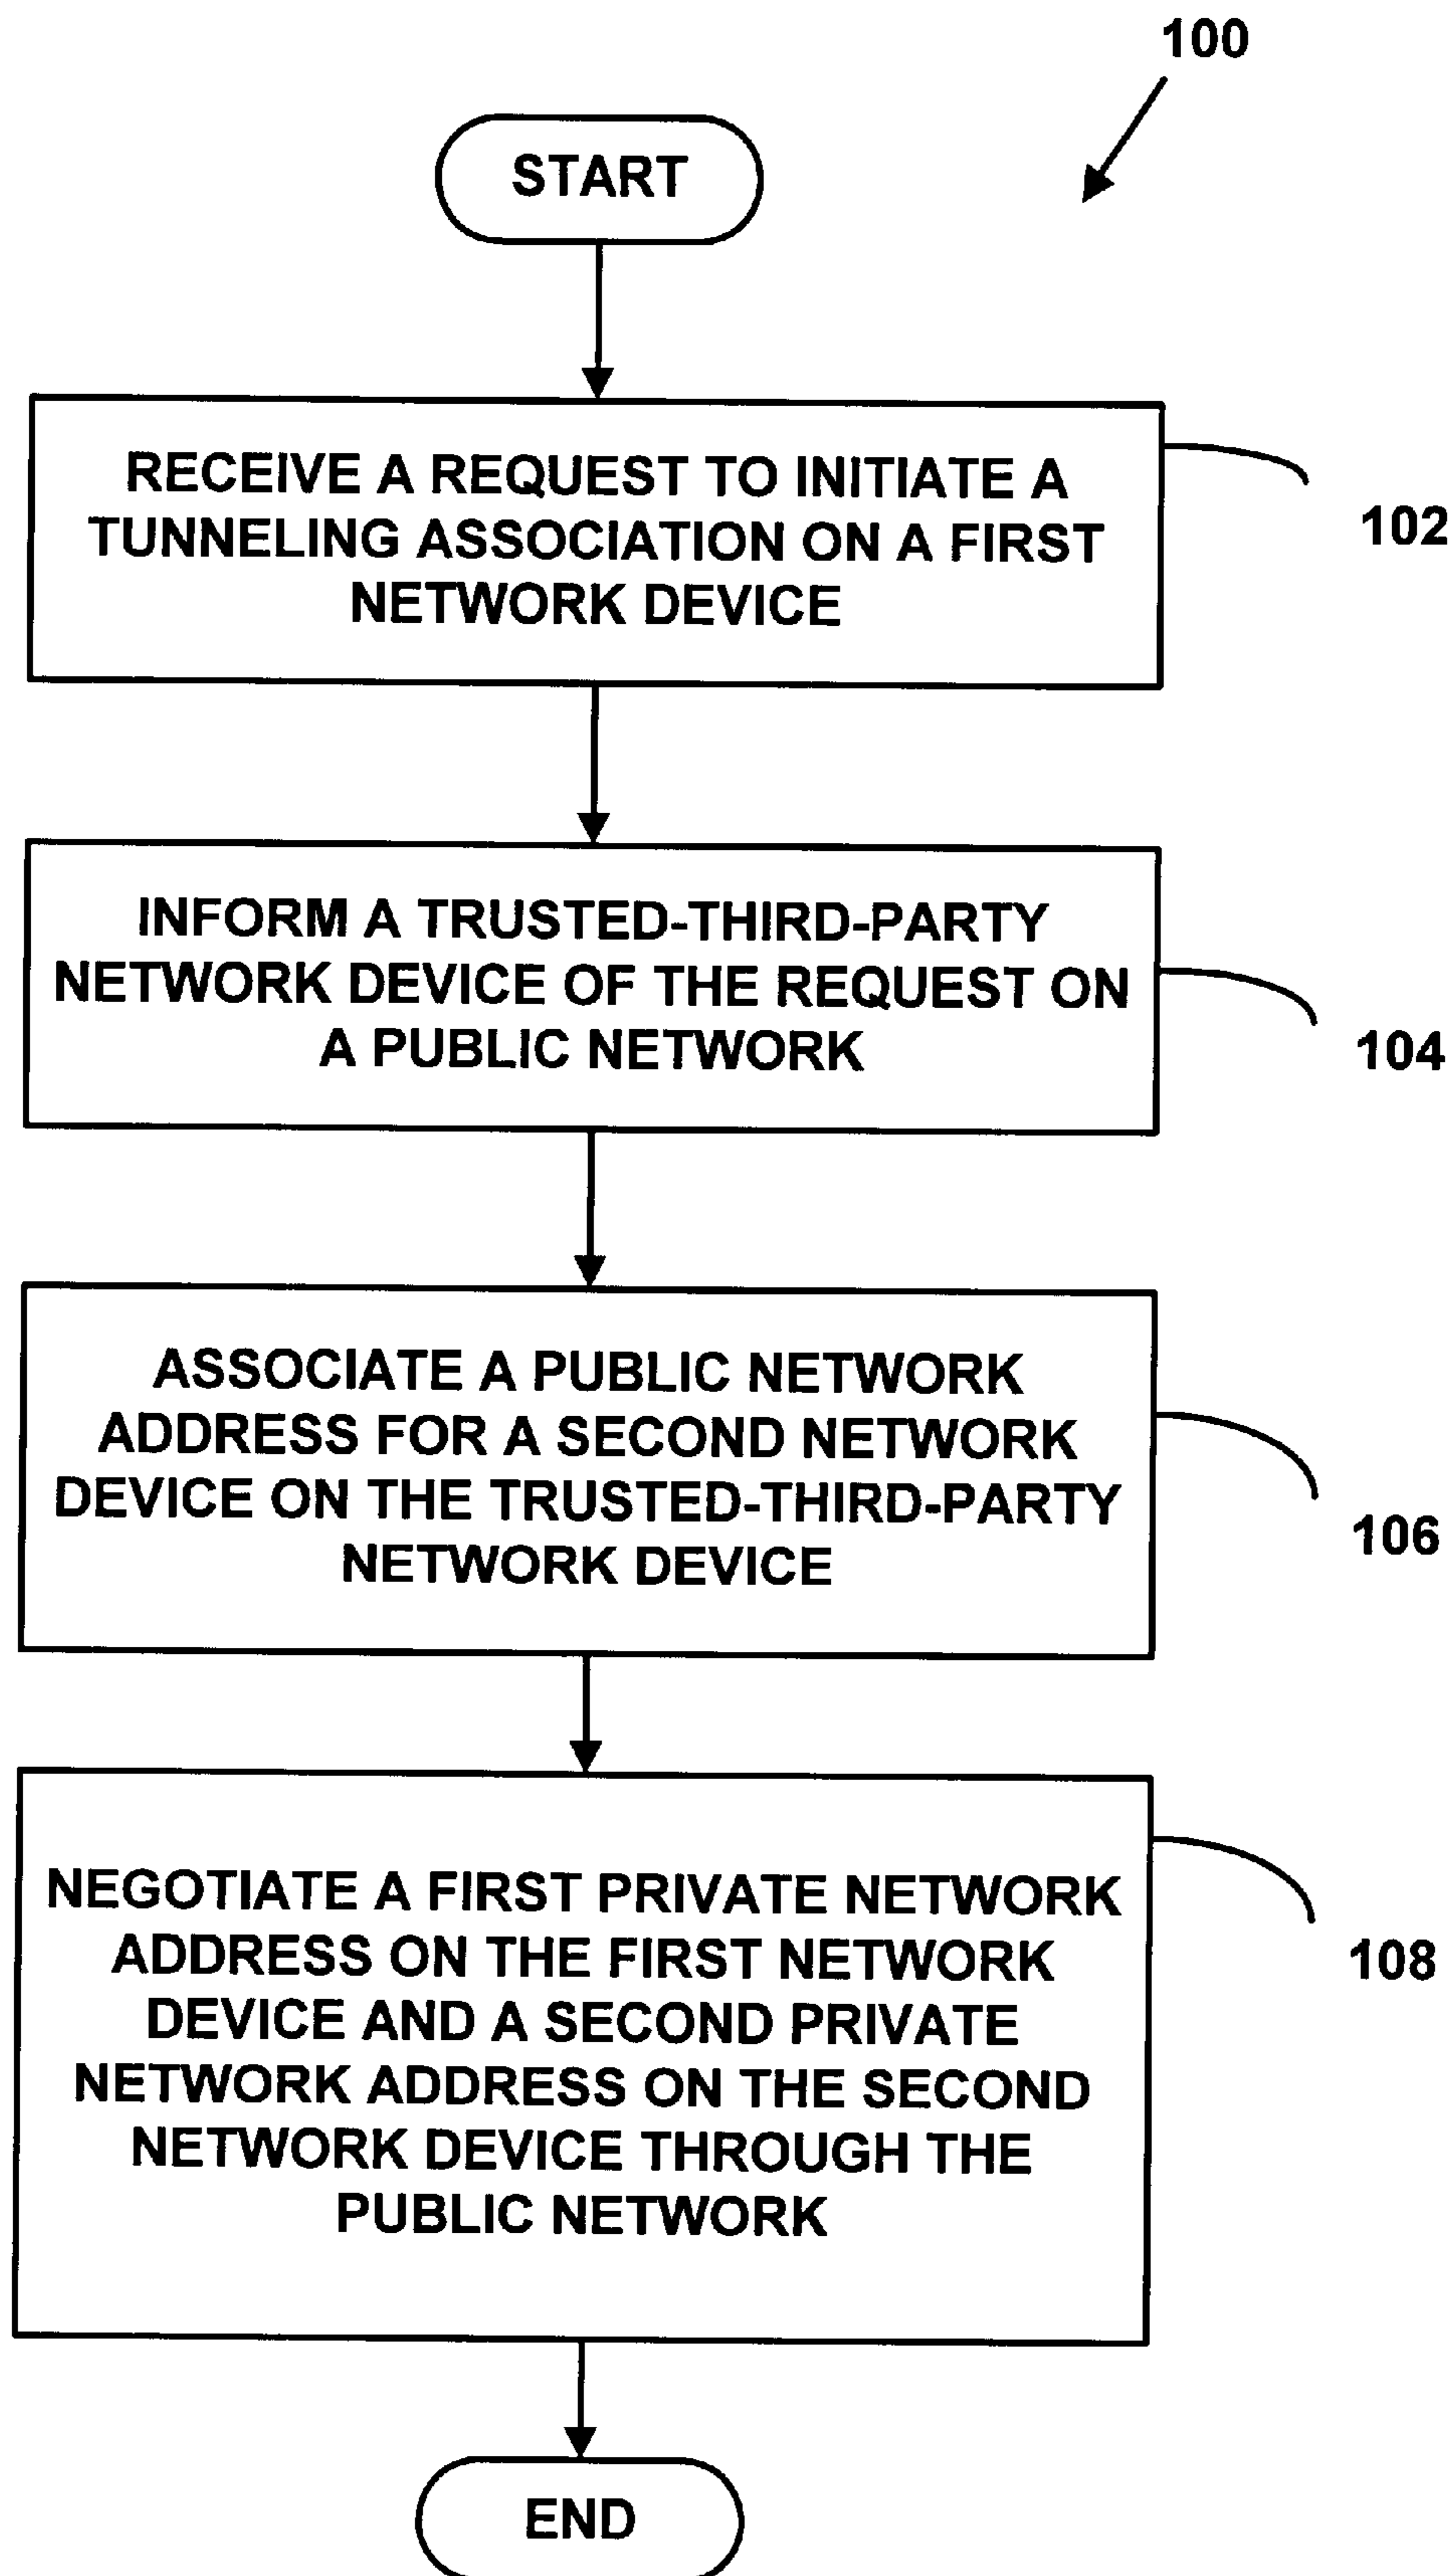 100
START
RECEIVE A REQUEST TO INITIATE A
TUNNELING ASSOCIATION ON A FIRST
NETWORK DEVICE
102
INFORM A TRUSTED-THIRD-PARTY
NETWORK DEVICE OF THE REQUEST ON
A PUBLIC NETWORK
104
ASSOCIATE A PUBLIC NETWORK
ADDRESS FOR A SECOND NETWORK
DEVICE ON THE TRUSTED-THIRD-PARTY
NETWORK DEVICE
106
NEGOTIATE A FIRST PRIVATE NETWORK
ADDRESS ON THE FIRST NETWORK
DEVICE AND A SECOND PRIVATE
NETWORK ADDRESS ON THE SECOND
NETWORK DEVICE THROUGH THE
PUBLIC NETWORK
108
END